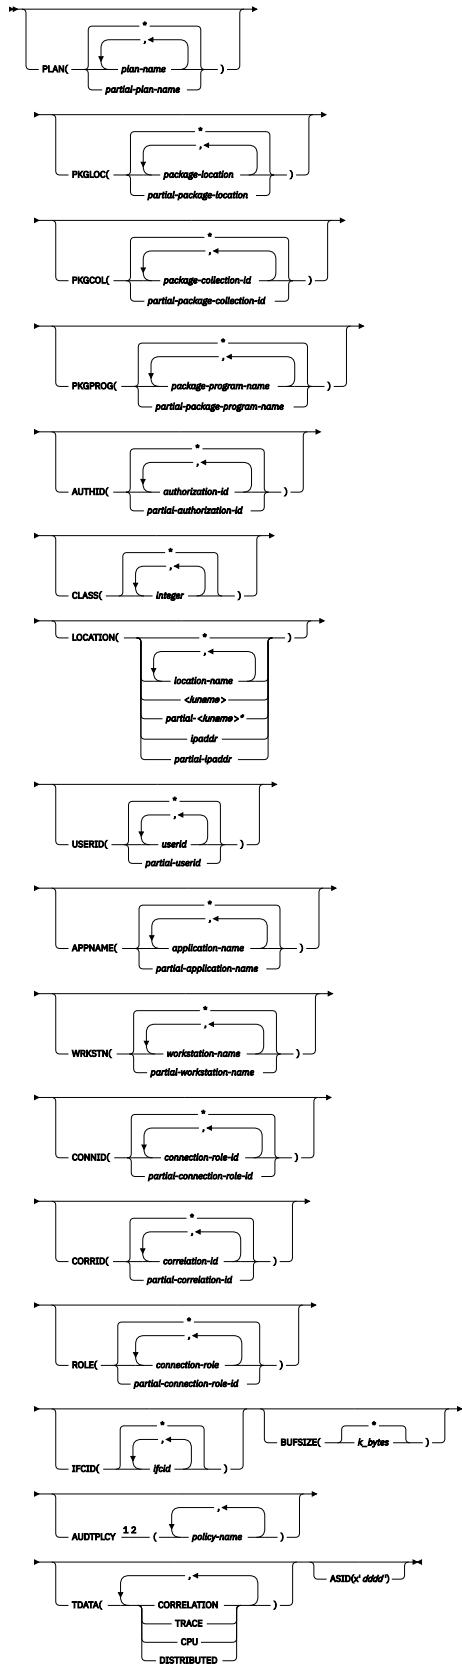 *
,
PLAN( plan-name )
partial-plan-name
*
,
PKGLOC( package-location )
partial-package-location
*
,
PKGCOL( package-collection-id )
partial-package-collection-id
*
,
PKGPROG( package-program-name )
partial-package-program-name
*
,
AUTHID( authorization-id )
partial-authorization-id
*
,
CLASS( integer )
LOCATION( * )
,
location-name
<luname>
partial-<luname>*
ipaddr
partial-ipaddr
*
,
USERID( userid )
partial-userid
*
,
APPNAME( application-name )
partial-application-name
*
,
WRKSTN( workstation-name )
partial-workstation-name
*
,
CONNID( connection-role-id )
partial-connection-role-id
*
,
CORRID( correlation-id )
partial-correlation-id
*
,
ROLE( connection-role )
partial-connection-role-id
* *
,
BUFSIZE( k_bytes )
IFCID( ifcid )
,
AUDTPLCY 1 2 ( policy-name )
,
ASID(x' dddd')
TDATA( CORRELATION )
TRACE
CPU
DISTRIBUTED